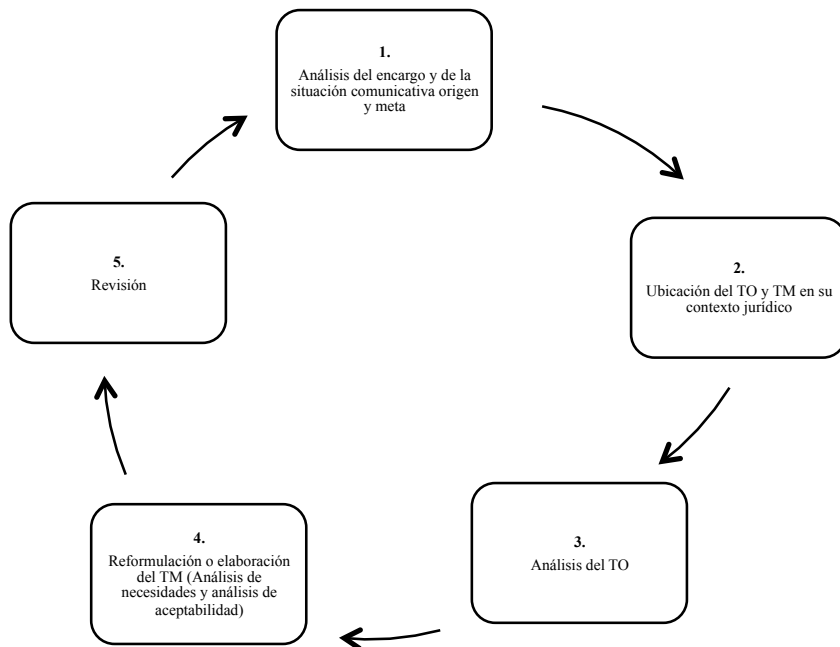 1.
Análisis del encargo y de la
situación comunicativa origen
y meta
2.
Ubicación del TO y TM en su
contexto jurídico
3.
Análisis del TO
4.
Reformulación o elaboración
del TM (Análisis de
necesidades y análisis de
aceptabilidad)
5.
Revisión